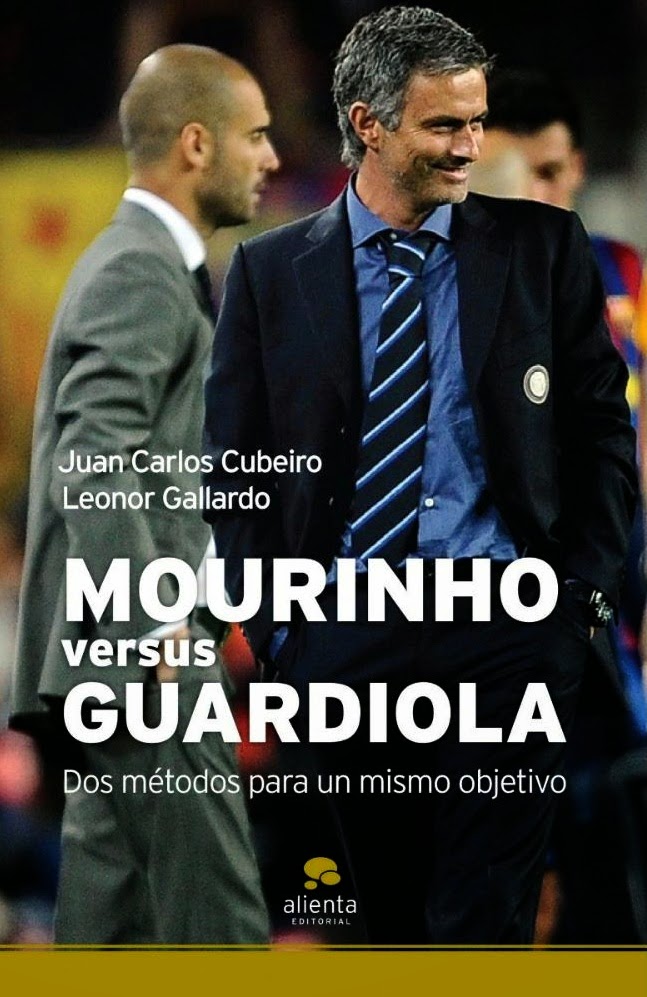 Juan Carlos Cubeiro
Leonor Gallardo
MOURINHO
versus
GUARDIOLA
Dos métodos para un mismo objetivo
alienta
EDITORIAL